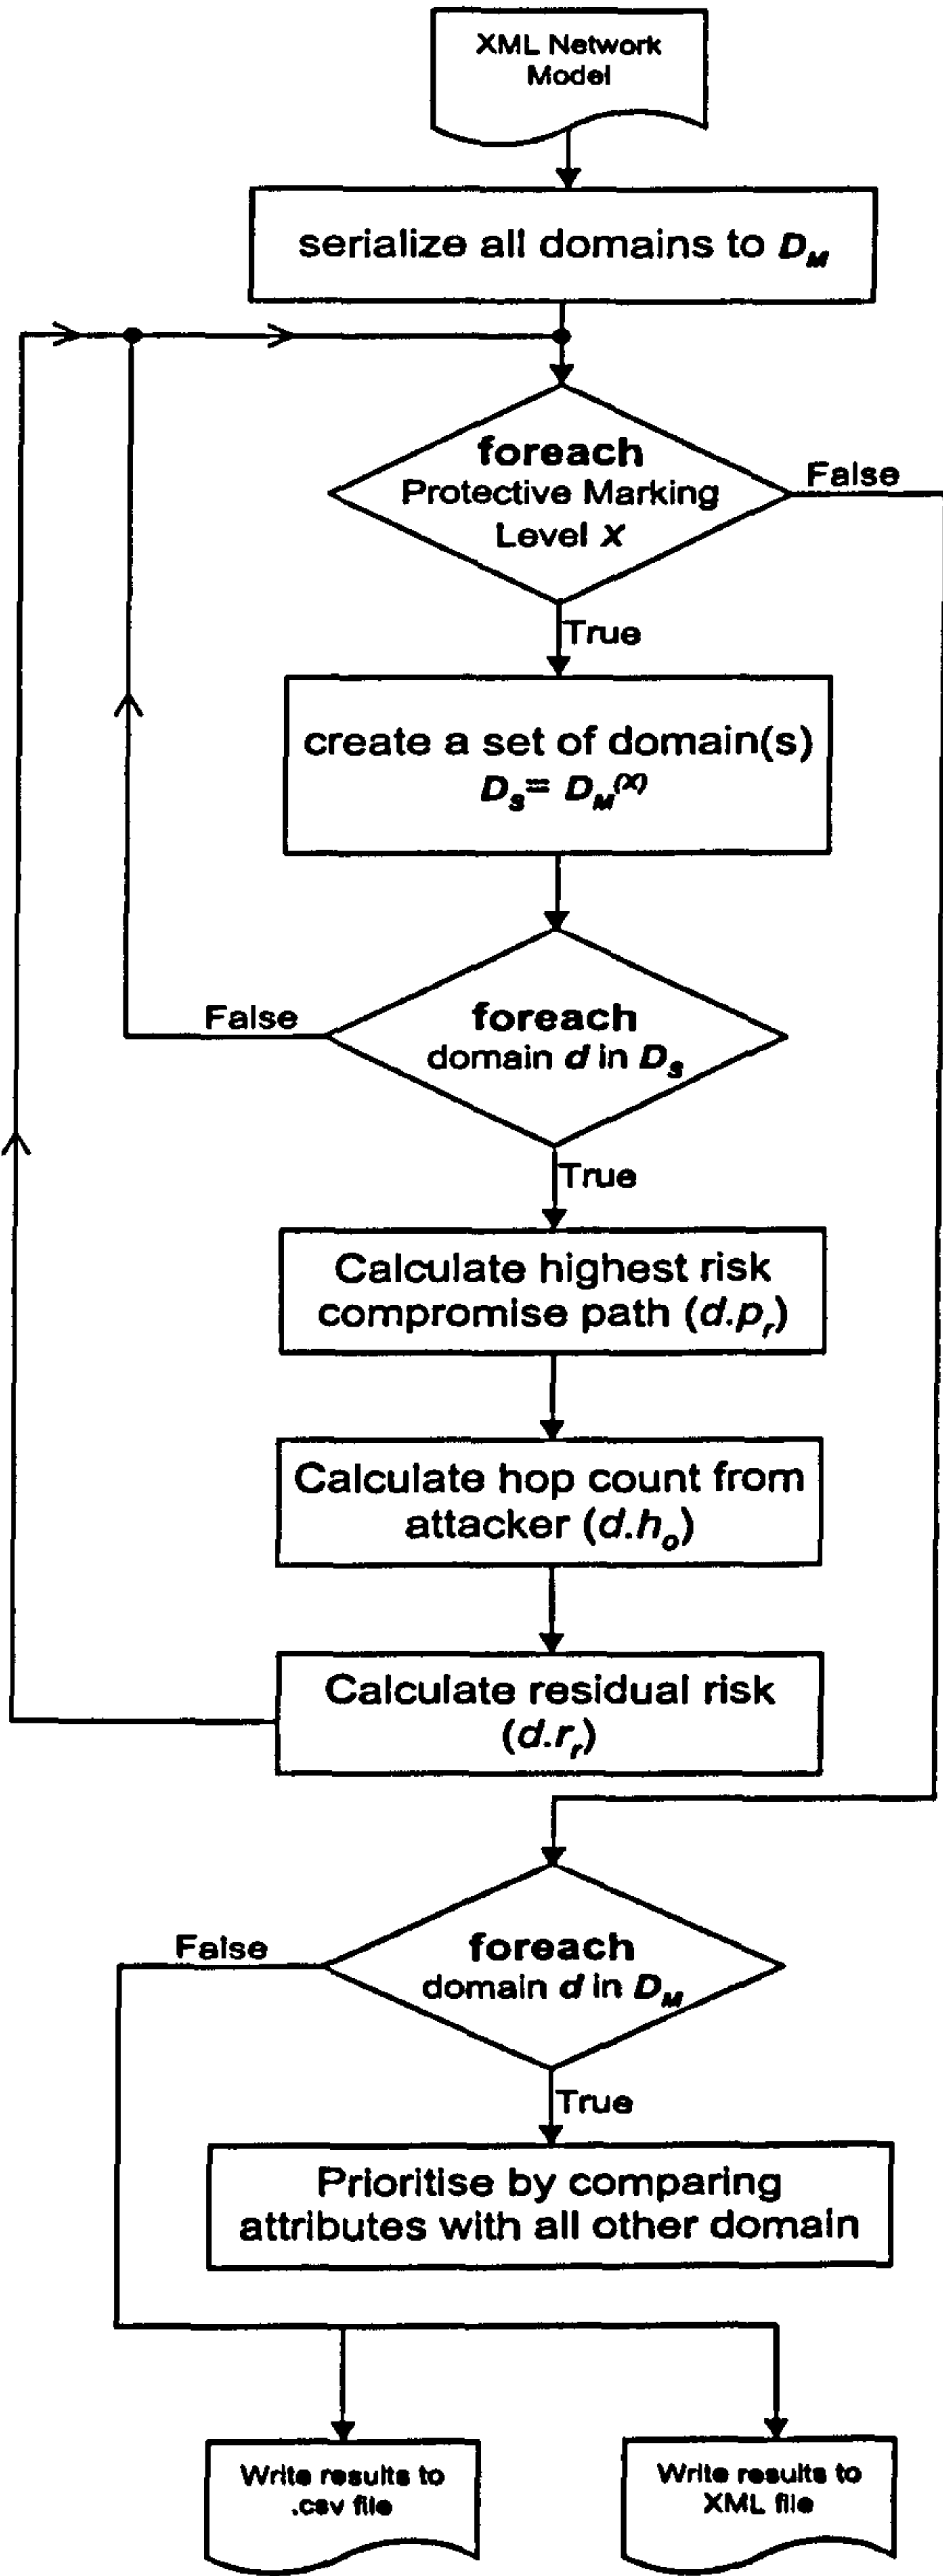 XML Network
Model
serialize all domains to D_M
foreach
Protective Marking
Level X
False
True
create a set of domain(s)
D_S = D_M^(X)
False
foreach
domain d in D_S
True
Calculate highest risk
compromise path (d.p_r)
Calculate hop count from
attacker (d.h_o)
Calculate residual risk
(d.r_r)
False
foreach
domain d in D_M
True
Prioritise by comparing
attributes with all other domain
Write results to
.csv file
Write results to
XML file